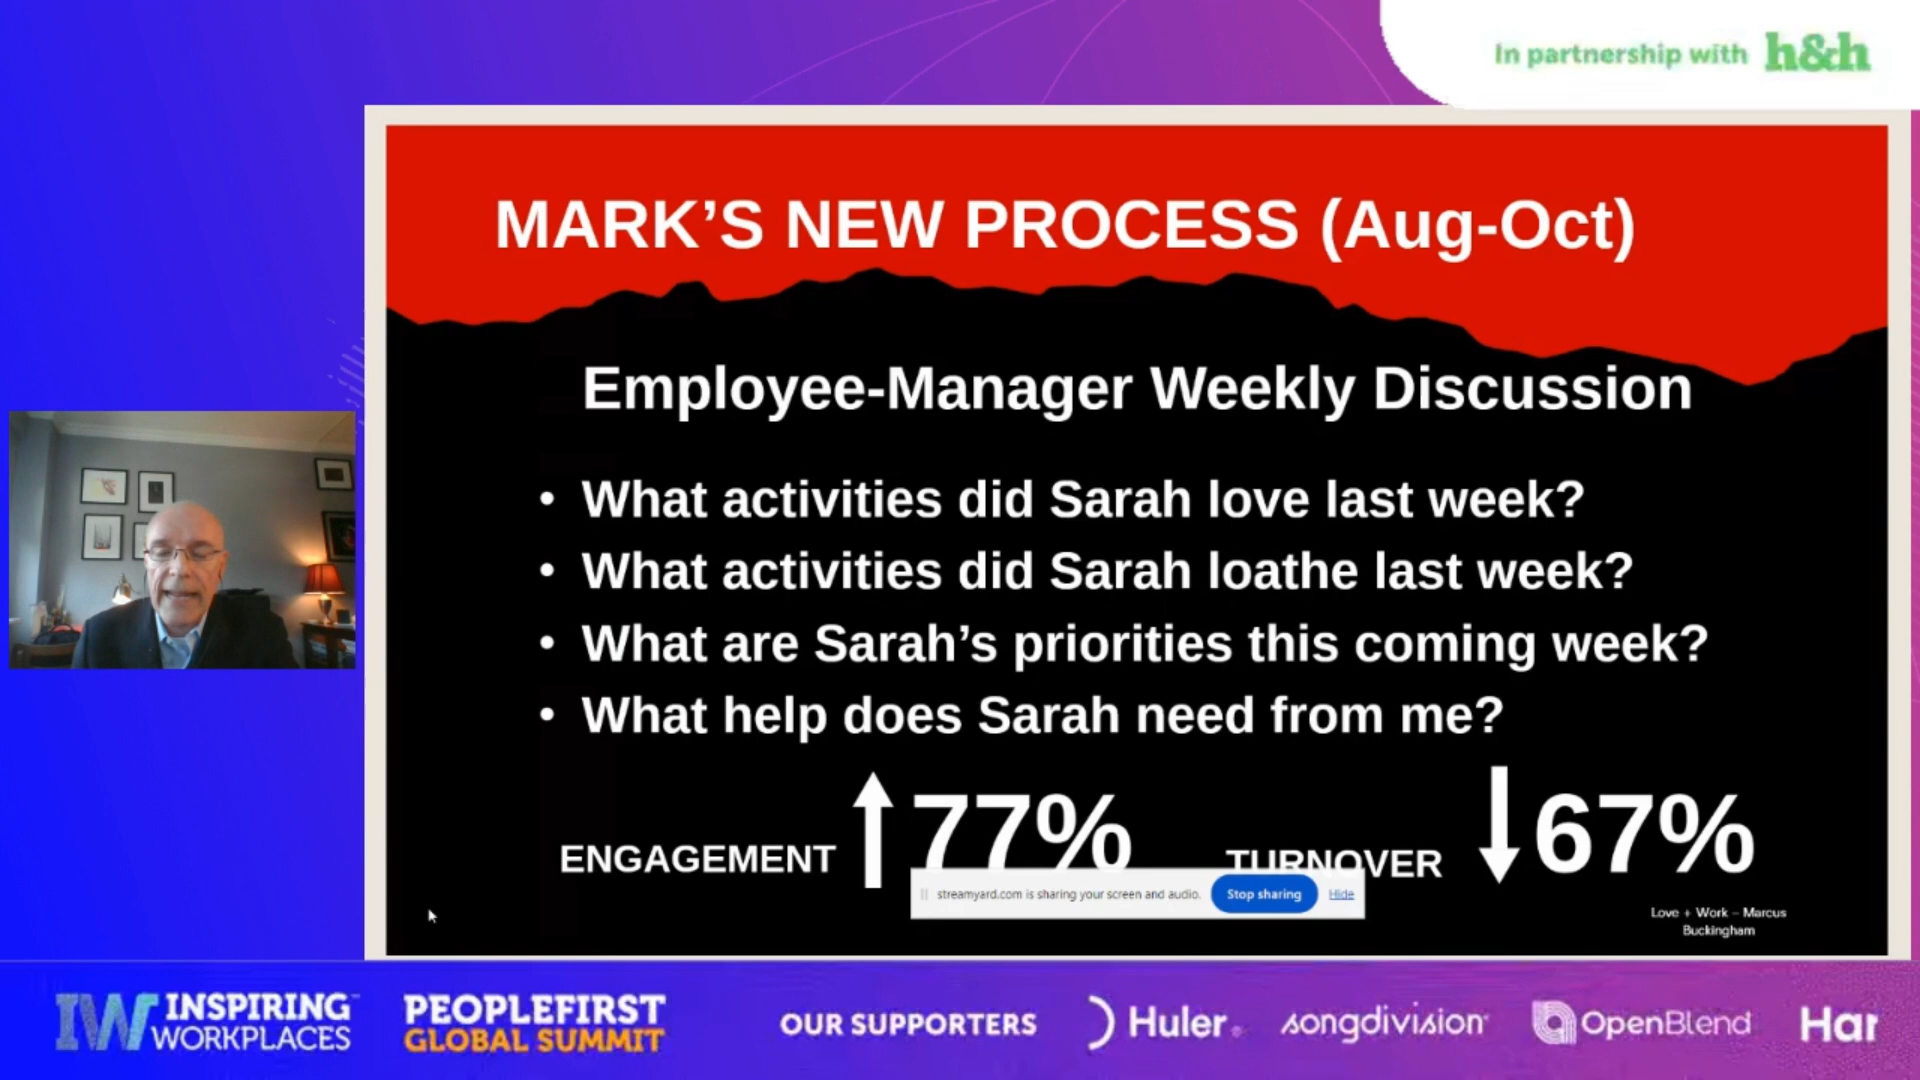 In partnership with h&h
MARK’S NEW PROCESS (Aug-Oct)
Employee-Manager Weekly Discussion
• What activities did Sarah love last week?
• What activities did Sarah loathe last week?
• What are Sarah’s priorities this coming week?
• What help does Sarah need from me?
ENGAGEMENT 77% TURNOVER 67%
streamyard.com is sharing your screen and audio. Stop sharing Hide
Love + Work – Marcus
Buckingham
IW INSPIRING
WORKPLACES
PEOPLEFIRST
GLOBAL SUMMIT
OUR SUPPORTERS
Huler
songdivision
OpenBlend
Har